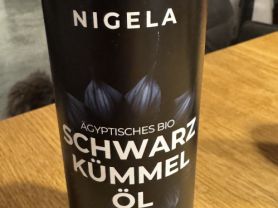 NIGELA
ÄGYPTISCHES BIO
SCHWARZ
KÜMMEL
ÖL